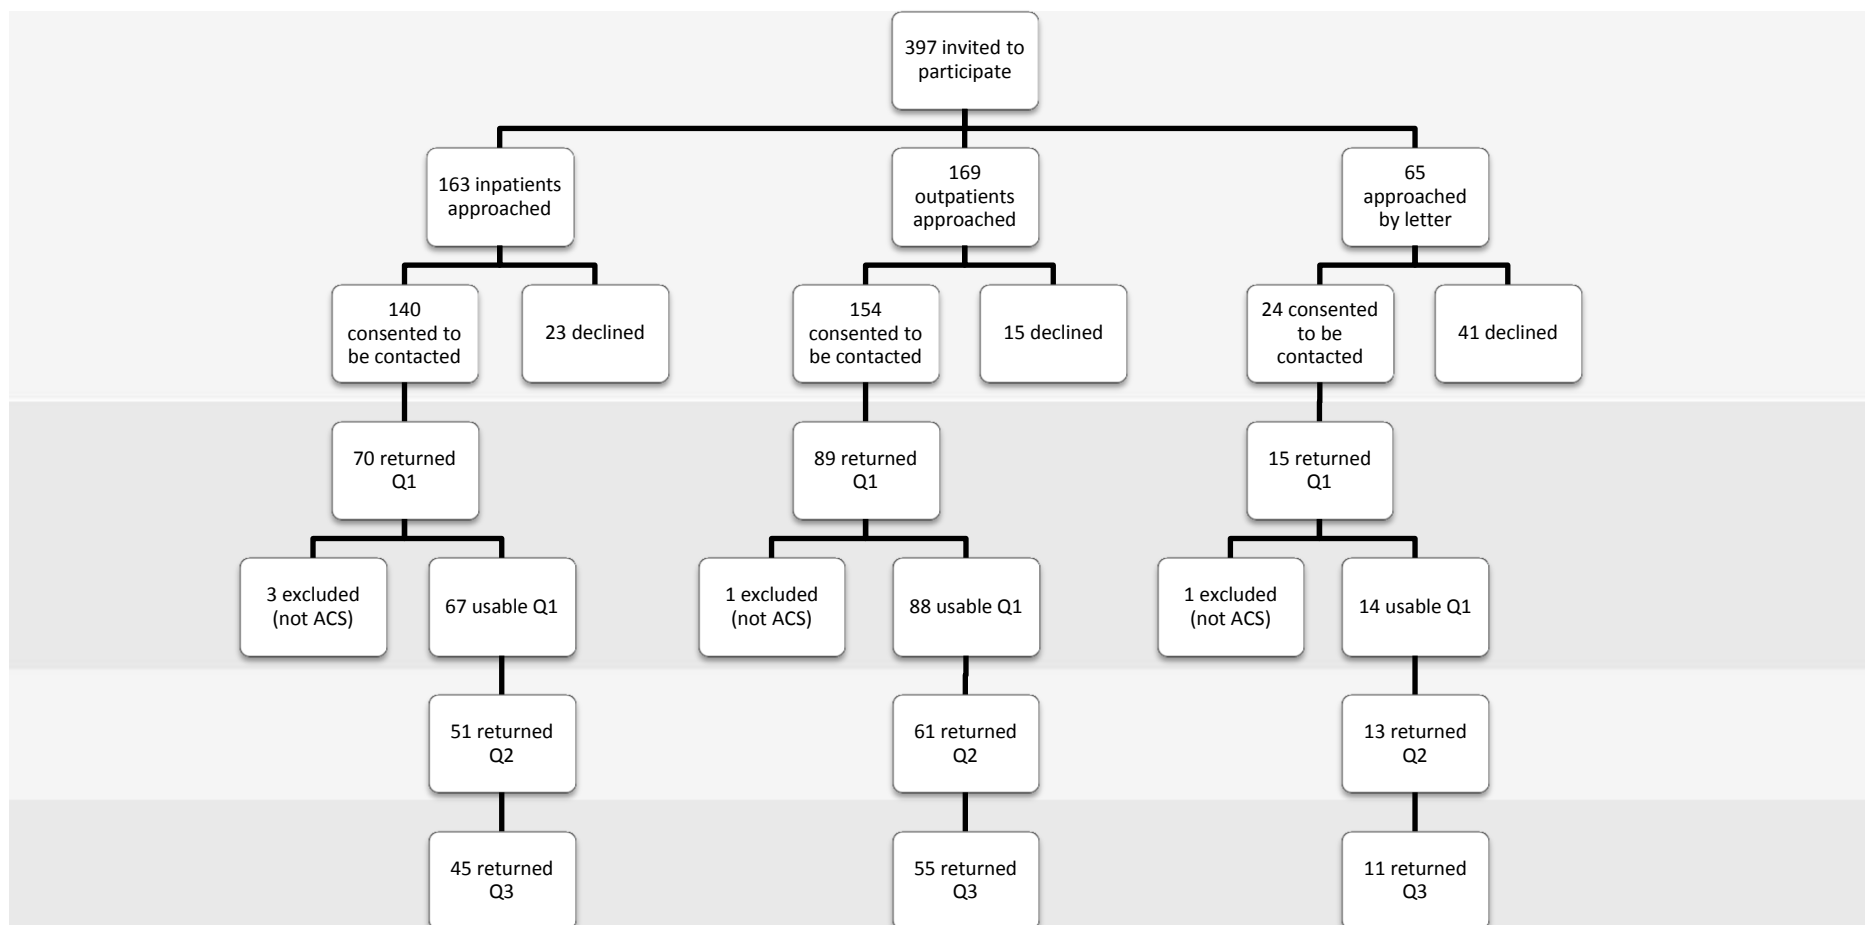 397 invited to
participate
163 inpatients
approached
169
outpatients
approached
65
approached
by letter
140
consented to
be contacted
23 declined
154
consented to
be contacted
15 declined
24 consented
to be
contacted
41 declined
70 returned
Q1
89 returned
Q1
15 returned
Q1
3 excluded
(not ACS)
67 usable Q1
1 excluded
(not ACS)
88 usable Q1
1 excluded
(not ACS)
14 usable Q1
51 returned
Q2
61 returned
Q2
13 returned
Q2
45 returned
Q3
55 returned
Q3
11 returned
Q3